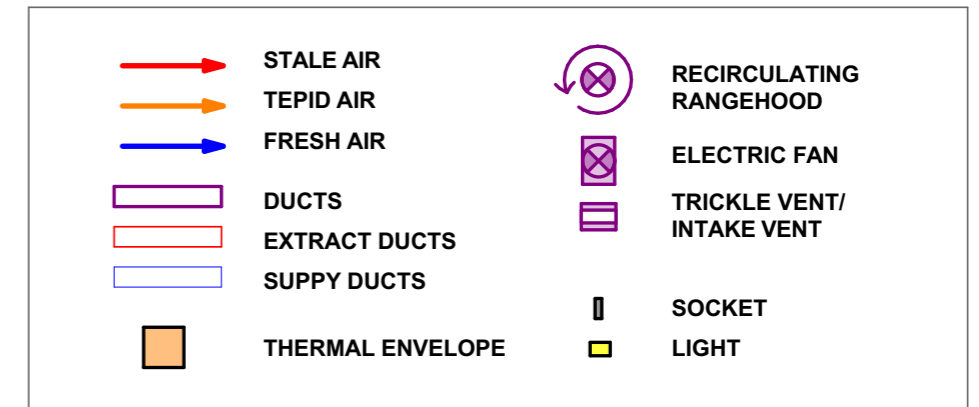 STALE AIR
TEPID AIR
FRESH AIR
DUCTS
EXTRACT DUCTS
SUPPY DUCTS
THERMAL ENVELOPE
RECIRCULATING
RANGEHOOD
ELECTRIC FAN
TRICKLE VENT/
INTAKE VENT
SOCKET
LIGHT